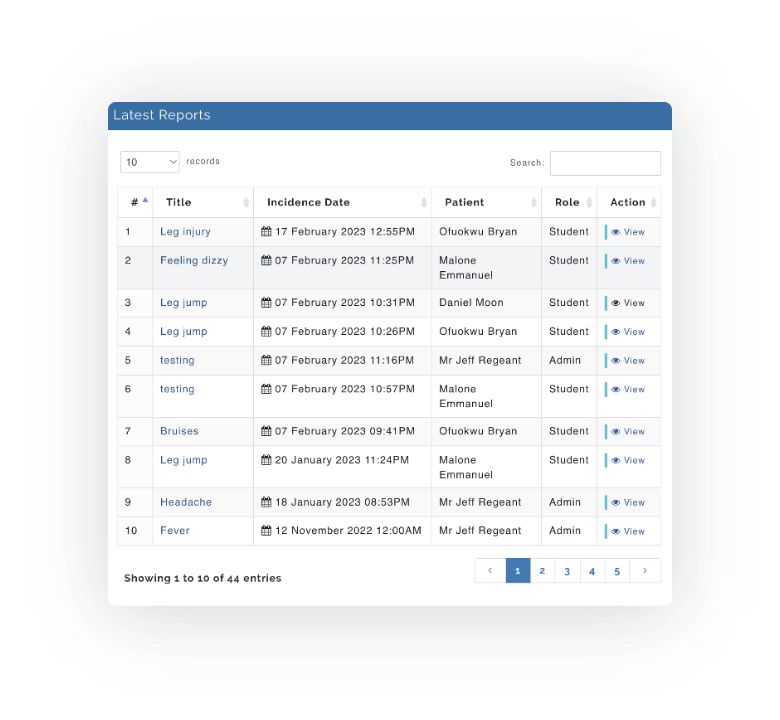 Latest Reports
10 records Search:
# Title Incidence Date Patient Role Action
1 Leg injury 17 February 2023 12:55PM Ofuokwu Bryan Student View
2 Feeling dizzy 07 February 2023 11:25PM Malone Student View
Emmanuel
3 Leg jump 07 February 2023 10:31PM Daniel Moon Student View
4 Leg jump 07 February 2023 10:26PM Ofuokwu Bryan Student View
5 testing 07 February 2023 11:16PM Mr Jeff Regeant Admin View
6 testing 07 February 2023 10:57PM Malone Student View
Emmanuel
7 Bruises 07 February 2023 09:41PM Ofuokwu Bryan Student View
8 Leg jump 20 January 2023 11:24PM Malone Student View
Emmanuel
9 Headache 18 January 2023 08:53PM Mr Jeff Regeant Admin View
10 Fever 12 November 2022 12:00AM Mr Jeff Regeant Admin View
Showing 1 to 10 of 44 entries ‹ 1 2 3 4 5 ›